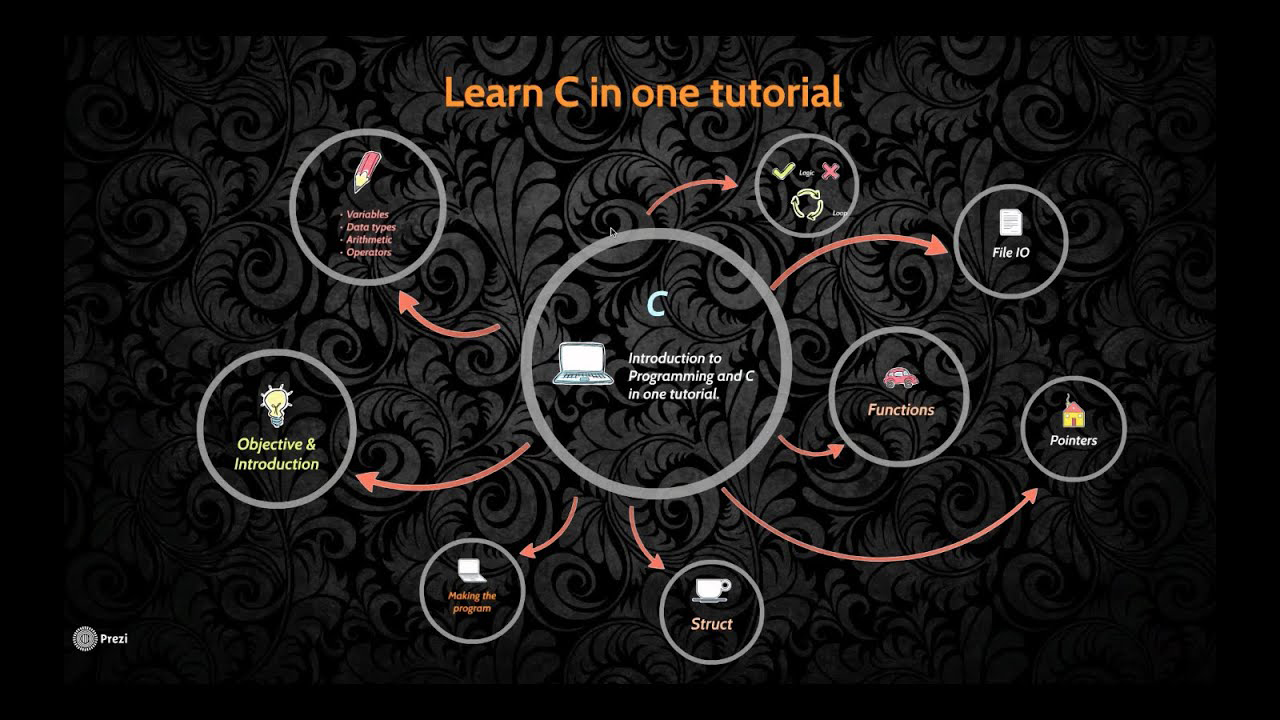 Learn C in one tutorial
• Variables
• Data types
• Arithmetic
• Operators
Logic
Loop
File IO
C
Introduction to
Programming and C
in one tutorial.
Functions
Pointers
Objective &
Introduction
Making the
program
Struct
Prezi